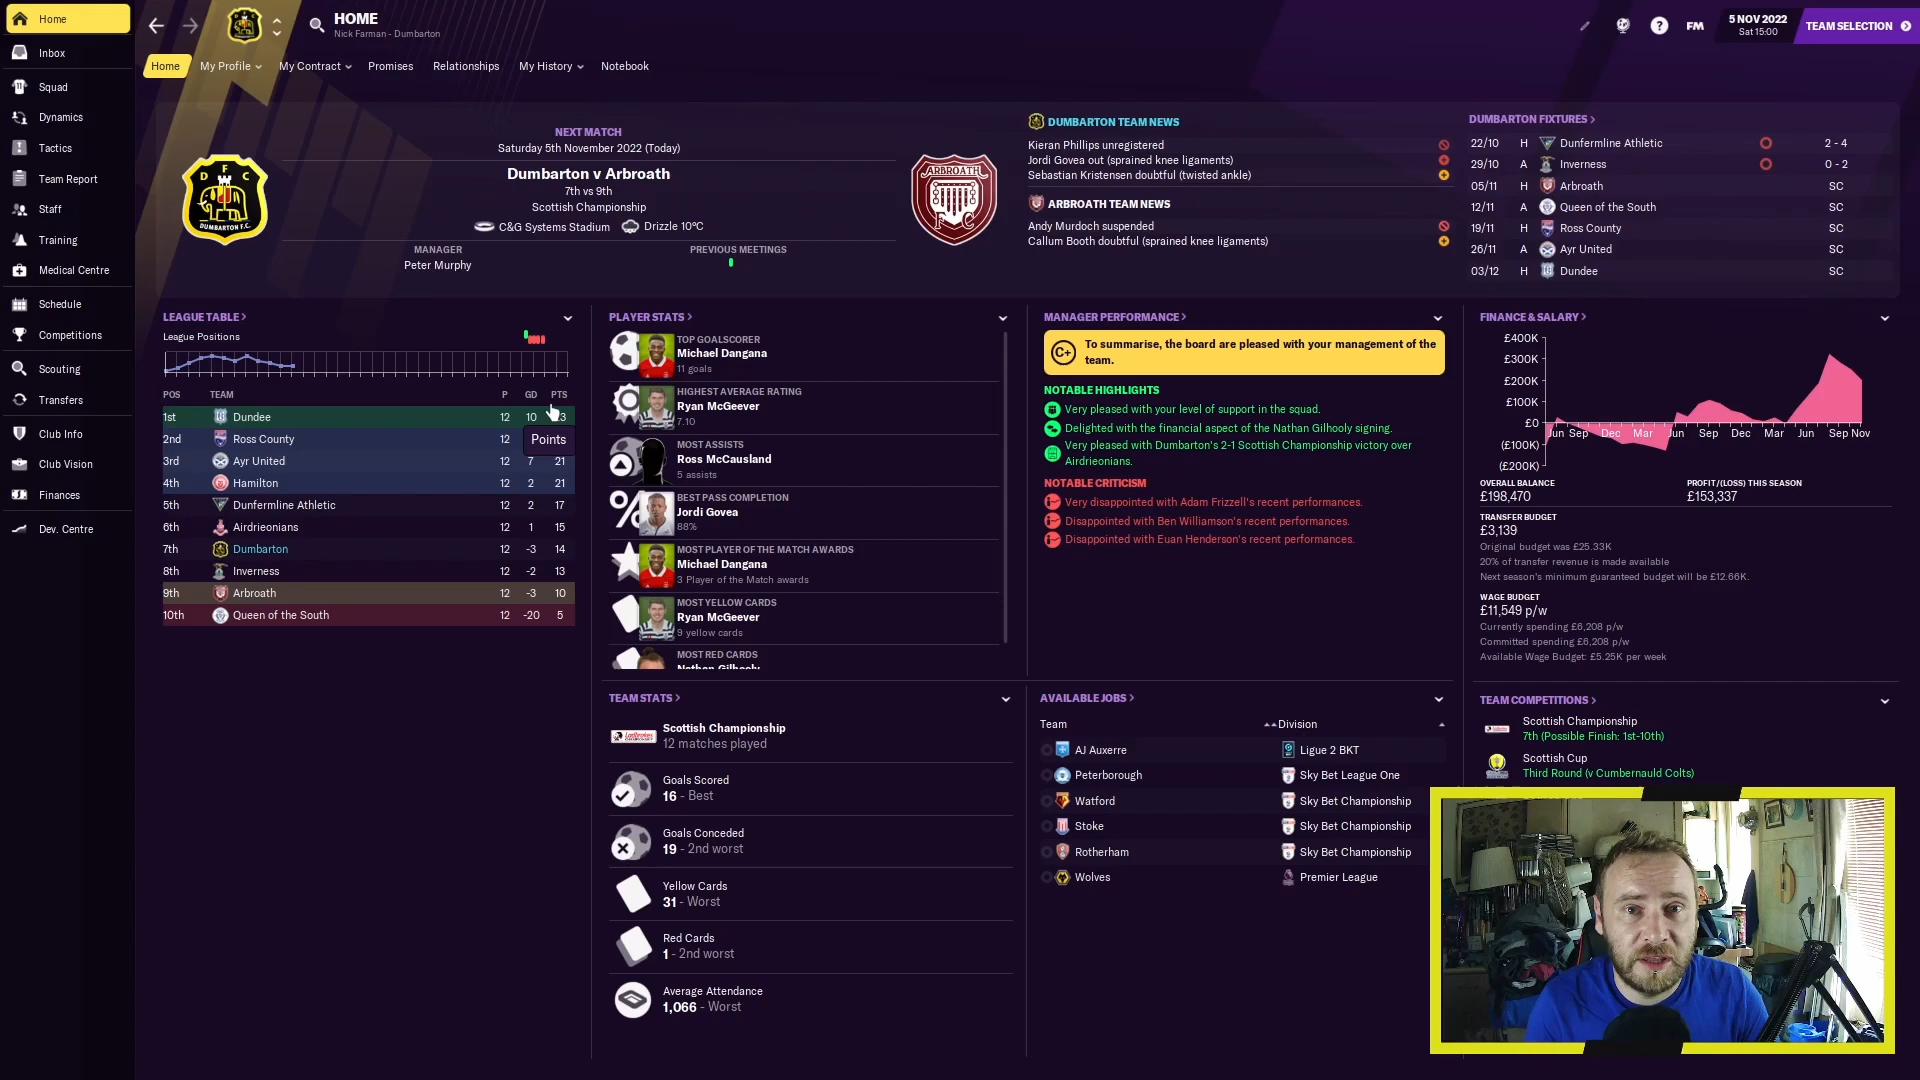 Home
Inbox
Squad
Dynamics
Tactics
Team Report
Staff
Training
Medical Centre
Schedule
Competitions
Scouting
Transfers
Club Info
Club Vision
Finances
Dev. Centre
HOME
Nick Farman - Dumbarton
FM
5 NOV 2022
Sat 15:00
TEAM SELECTION
Home My Profile My Contract Promises Relationships My History Notebook
NEXT MATCH
Saturday 5th November 2022 (Today)
Dumbarton v Arbroath
7th vs 9th
Scottish Championship
C&G Systems Stadium Drizzle 10°C
MANAGER
Peter Murphy
PREVIOUS MEETINGS
DFC
DUMBARTON F.C.
ARBROATH
FC
DUMBARTON TEAM NEWS
Kieran Phillips unregistered
Jordi Govea out (sprained knee ligaments)
Sebastian Kristensen doubtful (twisted ankle)
ARBROATH TEAM NEWS
Andy Murdoch suspended
Callum Booth doubtful (sprained knee ligaments)
DUMBARTON FIXTURES >
22/10 H Dunfermline Athletic 2 - 4
29/10 A Inverness 0 - 2
05/11 H Arbroath SC
12/11 A Queen of the South SC
19/11 H Ross County SC
26/11 A Ayr United SC
03/12 H Dundee SC
LEAGUE TABLE >
League Positions
POS TEAM P GD PTS
1st Dundee 12 10 3
2nd Ross County 12
Points
3rd Ayr United 12 7 21
4th Hamilton 12 2 21
5th Dunfermline Athletic 12 2 17
6th Airdrieonians 12 1 15
7th Dumbarton 12 -3 14
8th Inverness 12 -2 13
9th Arbroath 12 -3 10
10th Queen of the South 12 -20 5
PLAYER STATS >
TOP GOALSCORER
Michael Dangana
11 goals
HIGHEST AVERAGE RATING
Ryan McGeever
7.10
MOST ASSISTS
Ross McCausland
5 assists
BEST PASS COMPLETION
Jordi Govea
88%
MOST PLAYER OF THE MATCH AWARDS
Michael Dangana
3 Player of the Match awards
MOST YELLOW CARDS
Ryan McGeever
9 yellow cards
MOST RED CARDS
Nathan Gilhooly
MANAGER PERFORMANCE >
C+
To summarise, the board are pleased with your management of the
team.
NOTABLE HIGHLIGHTS
Very pleased with your level of support in the squad.
Delighted with the financial aspect of the Nathan Gilhooly signing.
Very pleased with Dumbarton's 2-1 Scottish Championship victory over
Airdrieonians.
NOTABLE CRITICISM
Very disappointed with Adam Frizzell's recent performances.
Disappointed with Ben Williamson's recent performances.
Disappointed with Euan Henderson's recent performances.
FINANCE & SALARY >
£400K
£300K
£200K
£100K
£0
(£100K)
(£200K)
Jun Sep Dec Mar Jun Sep Dec Mar Jun Sep Nov
OVERALL BALANCE
£198,470
PROFIT/(LOSS) THIS SEASON
£153,337
TRANSFER BUDGET
£3,139
Original budget was £25.33K
20% of transfer revenue is made available
Next season's minimum guaranteed budget will be £12.66K.
WAGE BUDGET
£11,549 p/w
Currently spending £6,208 p/w
Committed spending £6,208 p/w
Available Wage Budget: £5.25K per week
TEAM STATS >
Scottish Championship
12 matches played
Goals Scored
16 - Best
Goals Conceded
19 - 2nd worst
Yellow Cards
31 - Worst
Red Cards
1 - 2nd worst
Average Attendance
1,066 - Worst
AVAILABLE JOBS >
Team Division
AJ Auxerre Ligue 2 BKT
Peterborough Sky Bet League One
Watford Sky Bet Championship
Stoke Sky Bet Championship
Rotherham Sky Bet Championship
Wolves Premier League
TEAM COMPETITIONS >
Scottish Championship
7th (Possible Finish: 1st-10th)
Scottish Cup
Third Round (v Cumbernauld Colts)